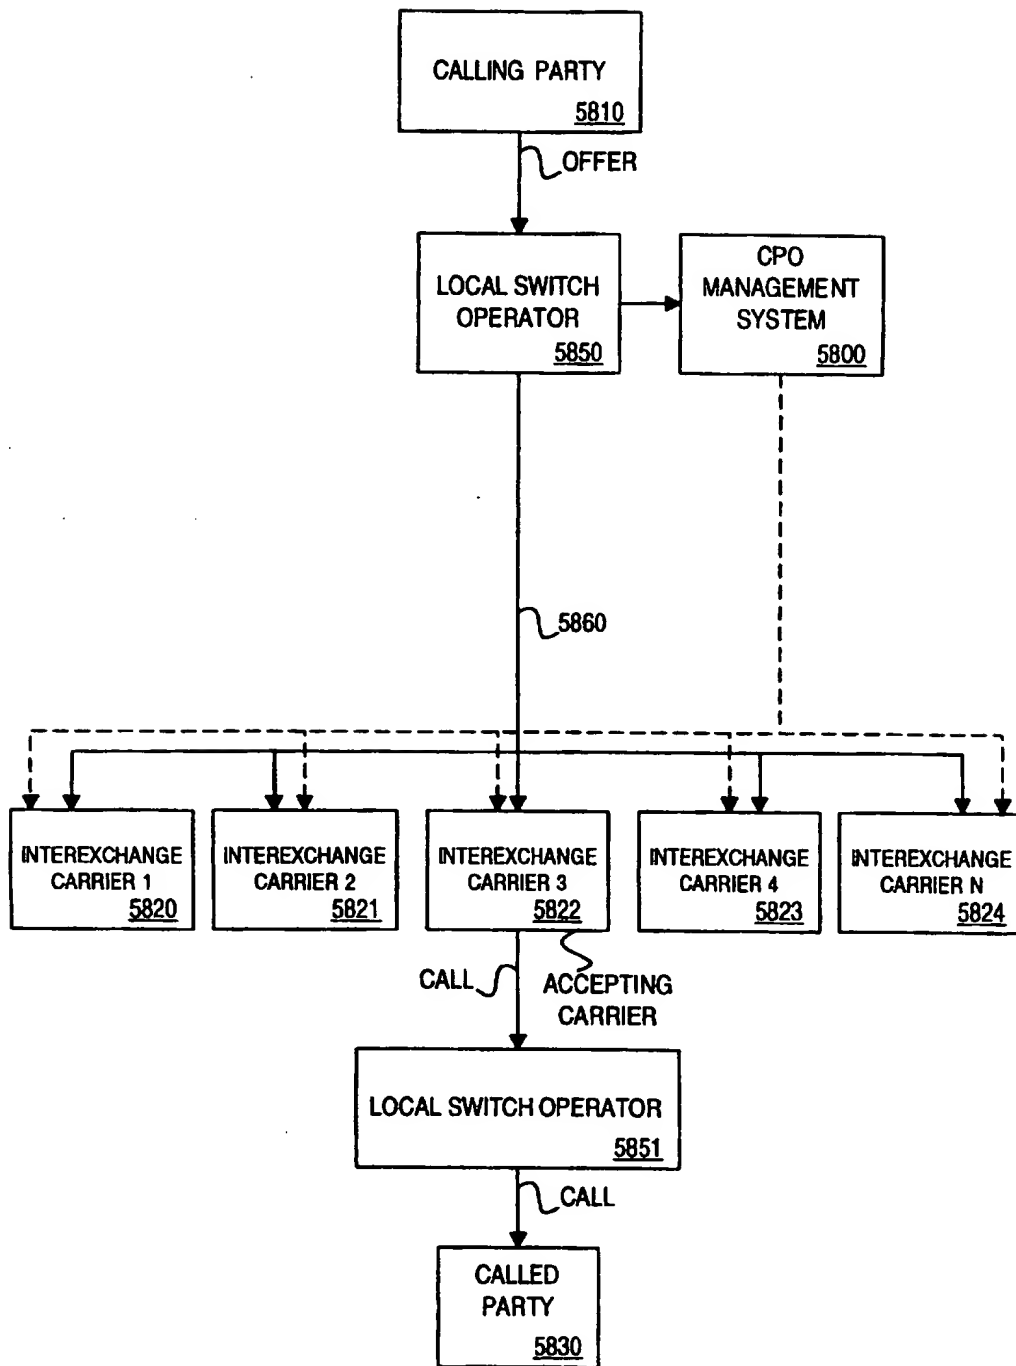 CALLING PARTY
5810
OFFER
LOCAL SWITCH
OPERATOR
5850
CPO
MANAGEMENT
SYSTEM
5800
5860
INTEREXCHANGE
CARRIER 1
5820
INTEREXCHANGE
CARRIER 2
5821
INTEREXCHANGE
CARRIER 3
5822
INTEREXCHANGE
CARRIER 4
5823
INTEREXCHANGE
CARRIER N
5824
CALL
ACCEPTING
CARRIER
LOCAL SWITCH OPERATOR
5851
CALL
CALLED
PARTY
5830